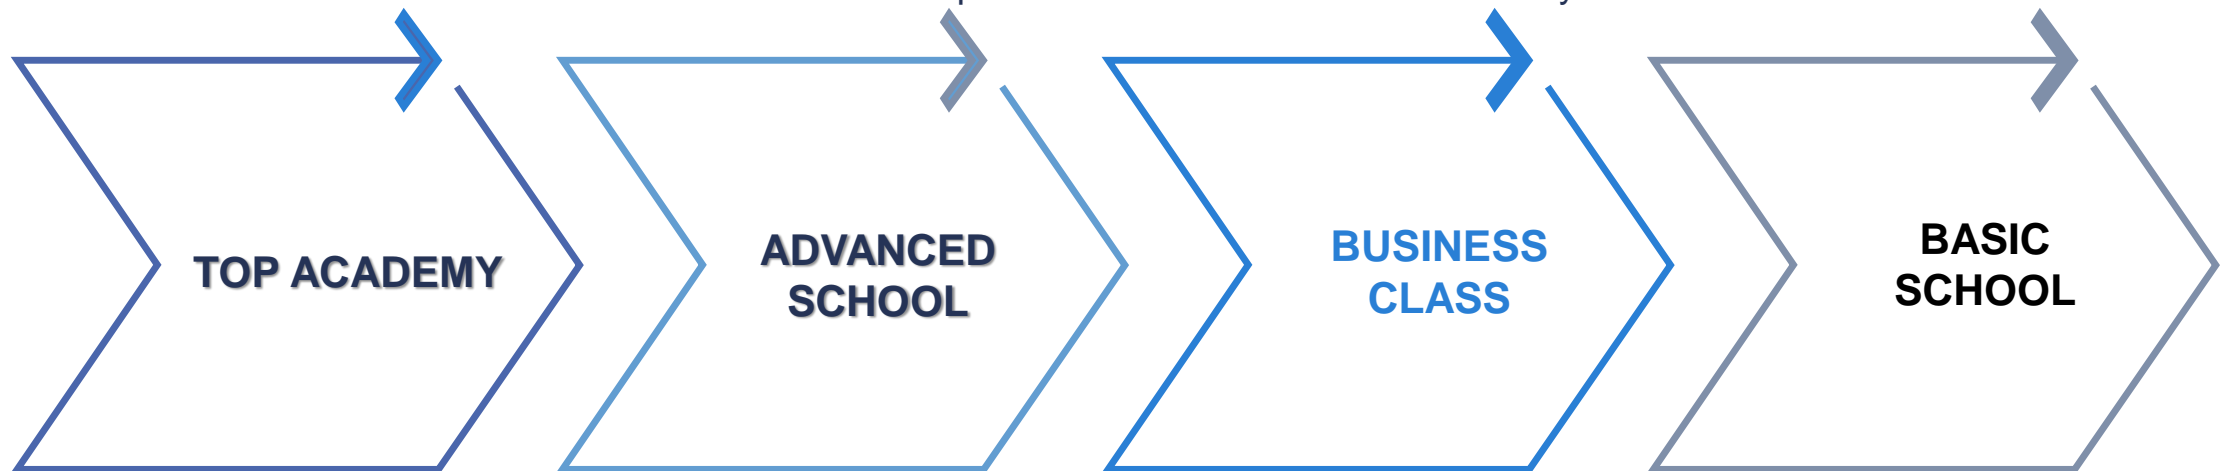 TOP ACADEMY
ADVANCED
SCHOOL
BUSINESS
CLASS
BASIC
SCHOOL